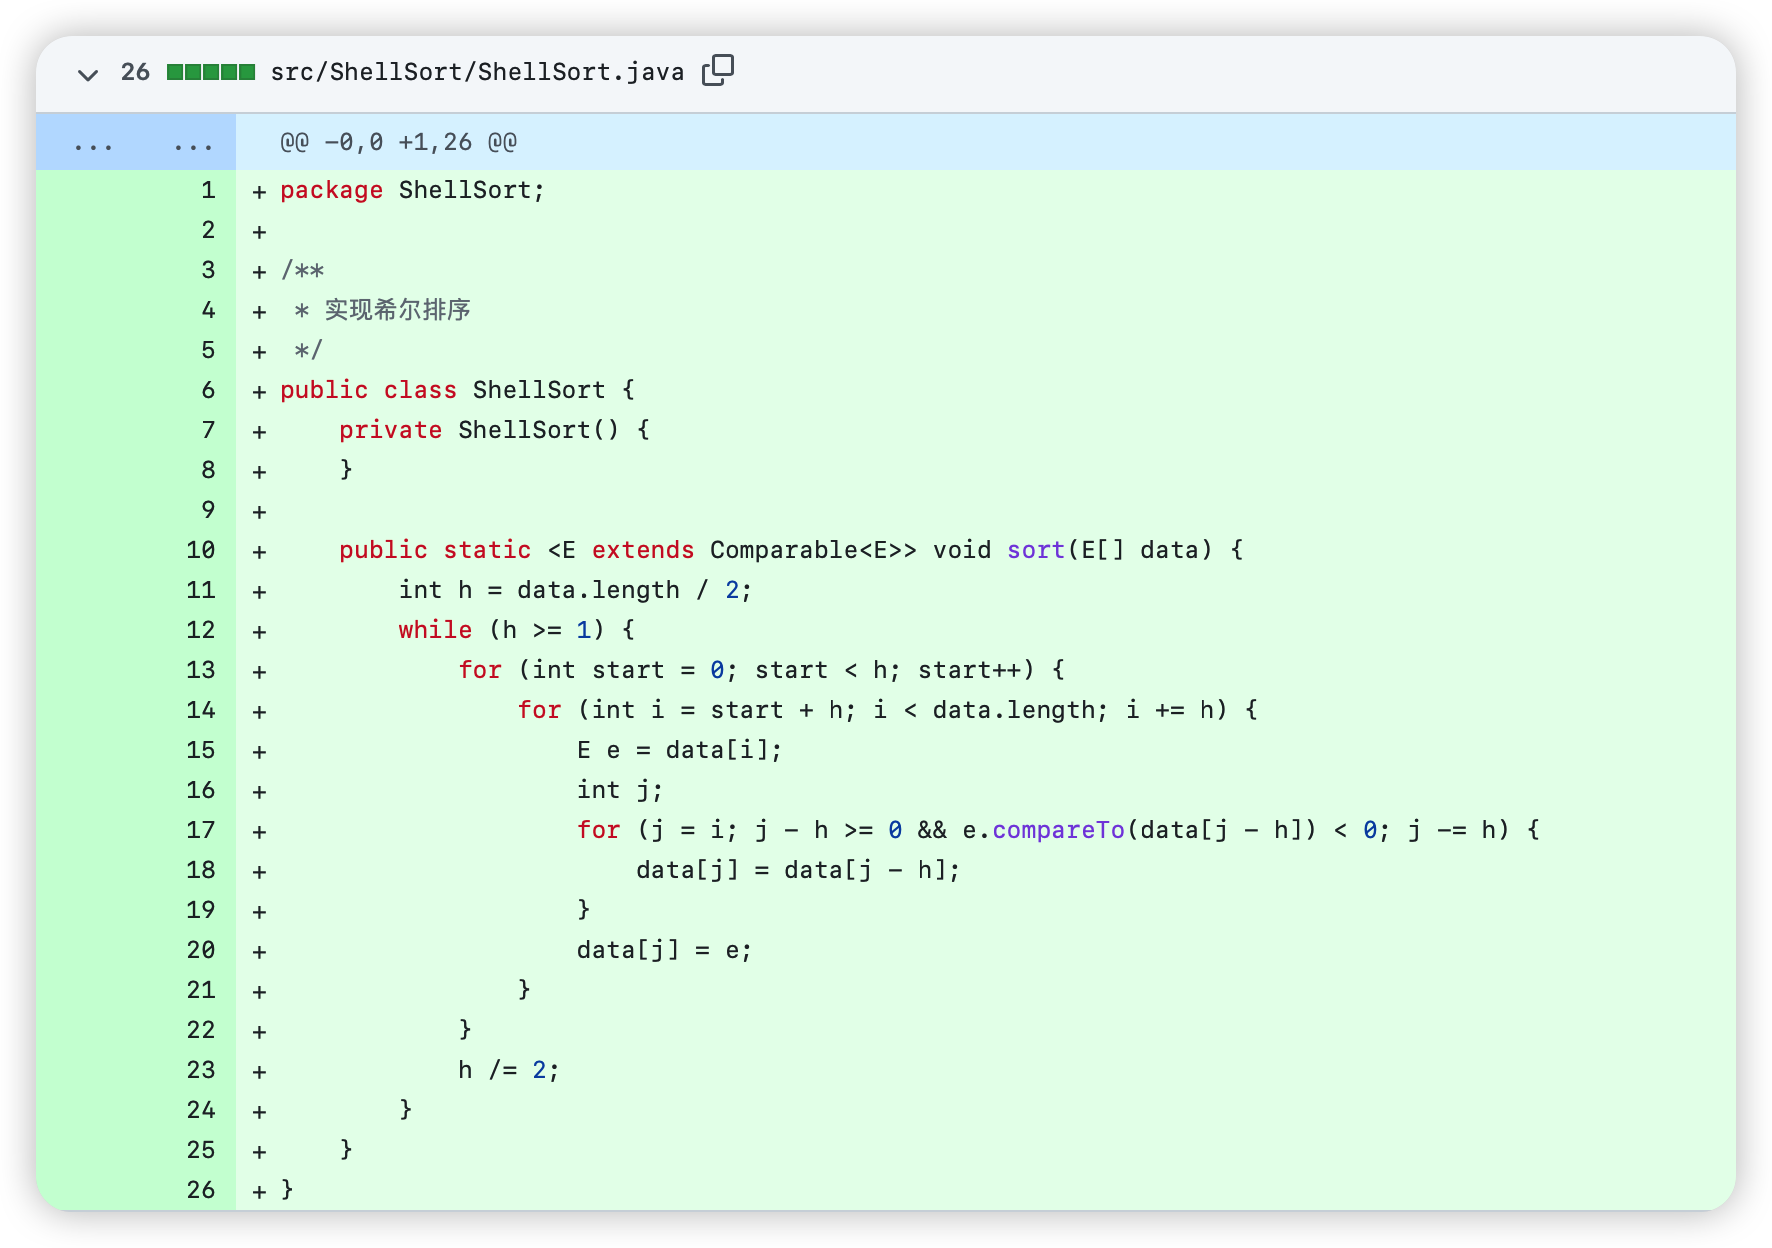 26 src/ShellSort/ShellSort.java
... ... @@ -0,0 +1,26 @@
1 + package ShellSort;
2 +
3 + /**
4 +  * 实现希尔排序
5 +  */
6 + public class ShellSort {
7 +     private ShellSort() {
8 +     }
9 +
10 +     public static <E extends Comparable<E>> void sort(E[] data) {
11 +         int h = data.length / 2;
12 +         while (h >= 1) {
13 +             for (int start = 0; start < h; start++) {
14 +                 for (int i = start + h; i < data.length; i += h) {
15 +                     E e = data[i];
16 +                     int j;
17 +                     for (j = i; j - h >= 0 && e.compareTo(data[j - h]) < 0; j -= h) {
18 +                         data[j] = data[j - h];
19 +                     }
20 +                     data[j] = e;
21 +                 }
22 +             }
23 +             h /= 2;
24 +         }
25 +     }
26 + }